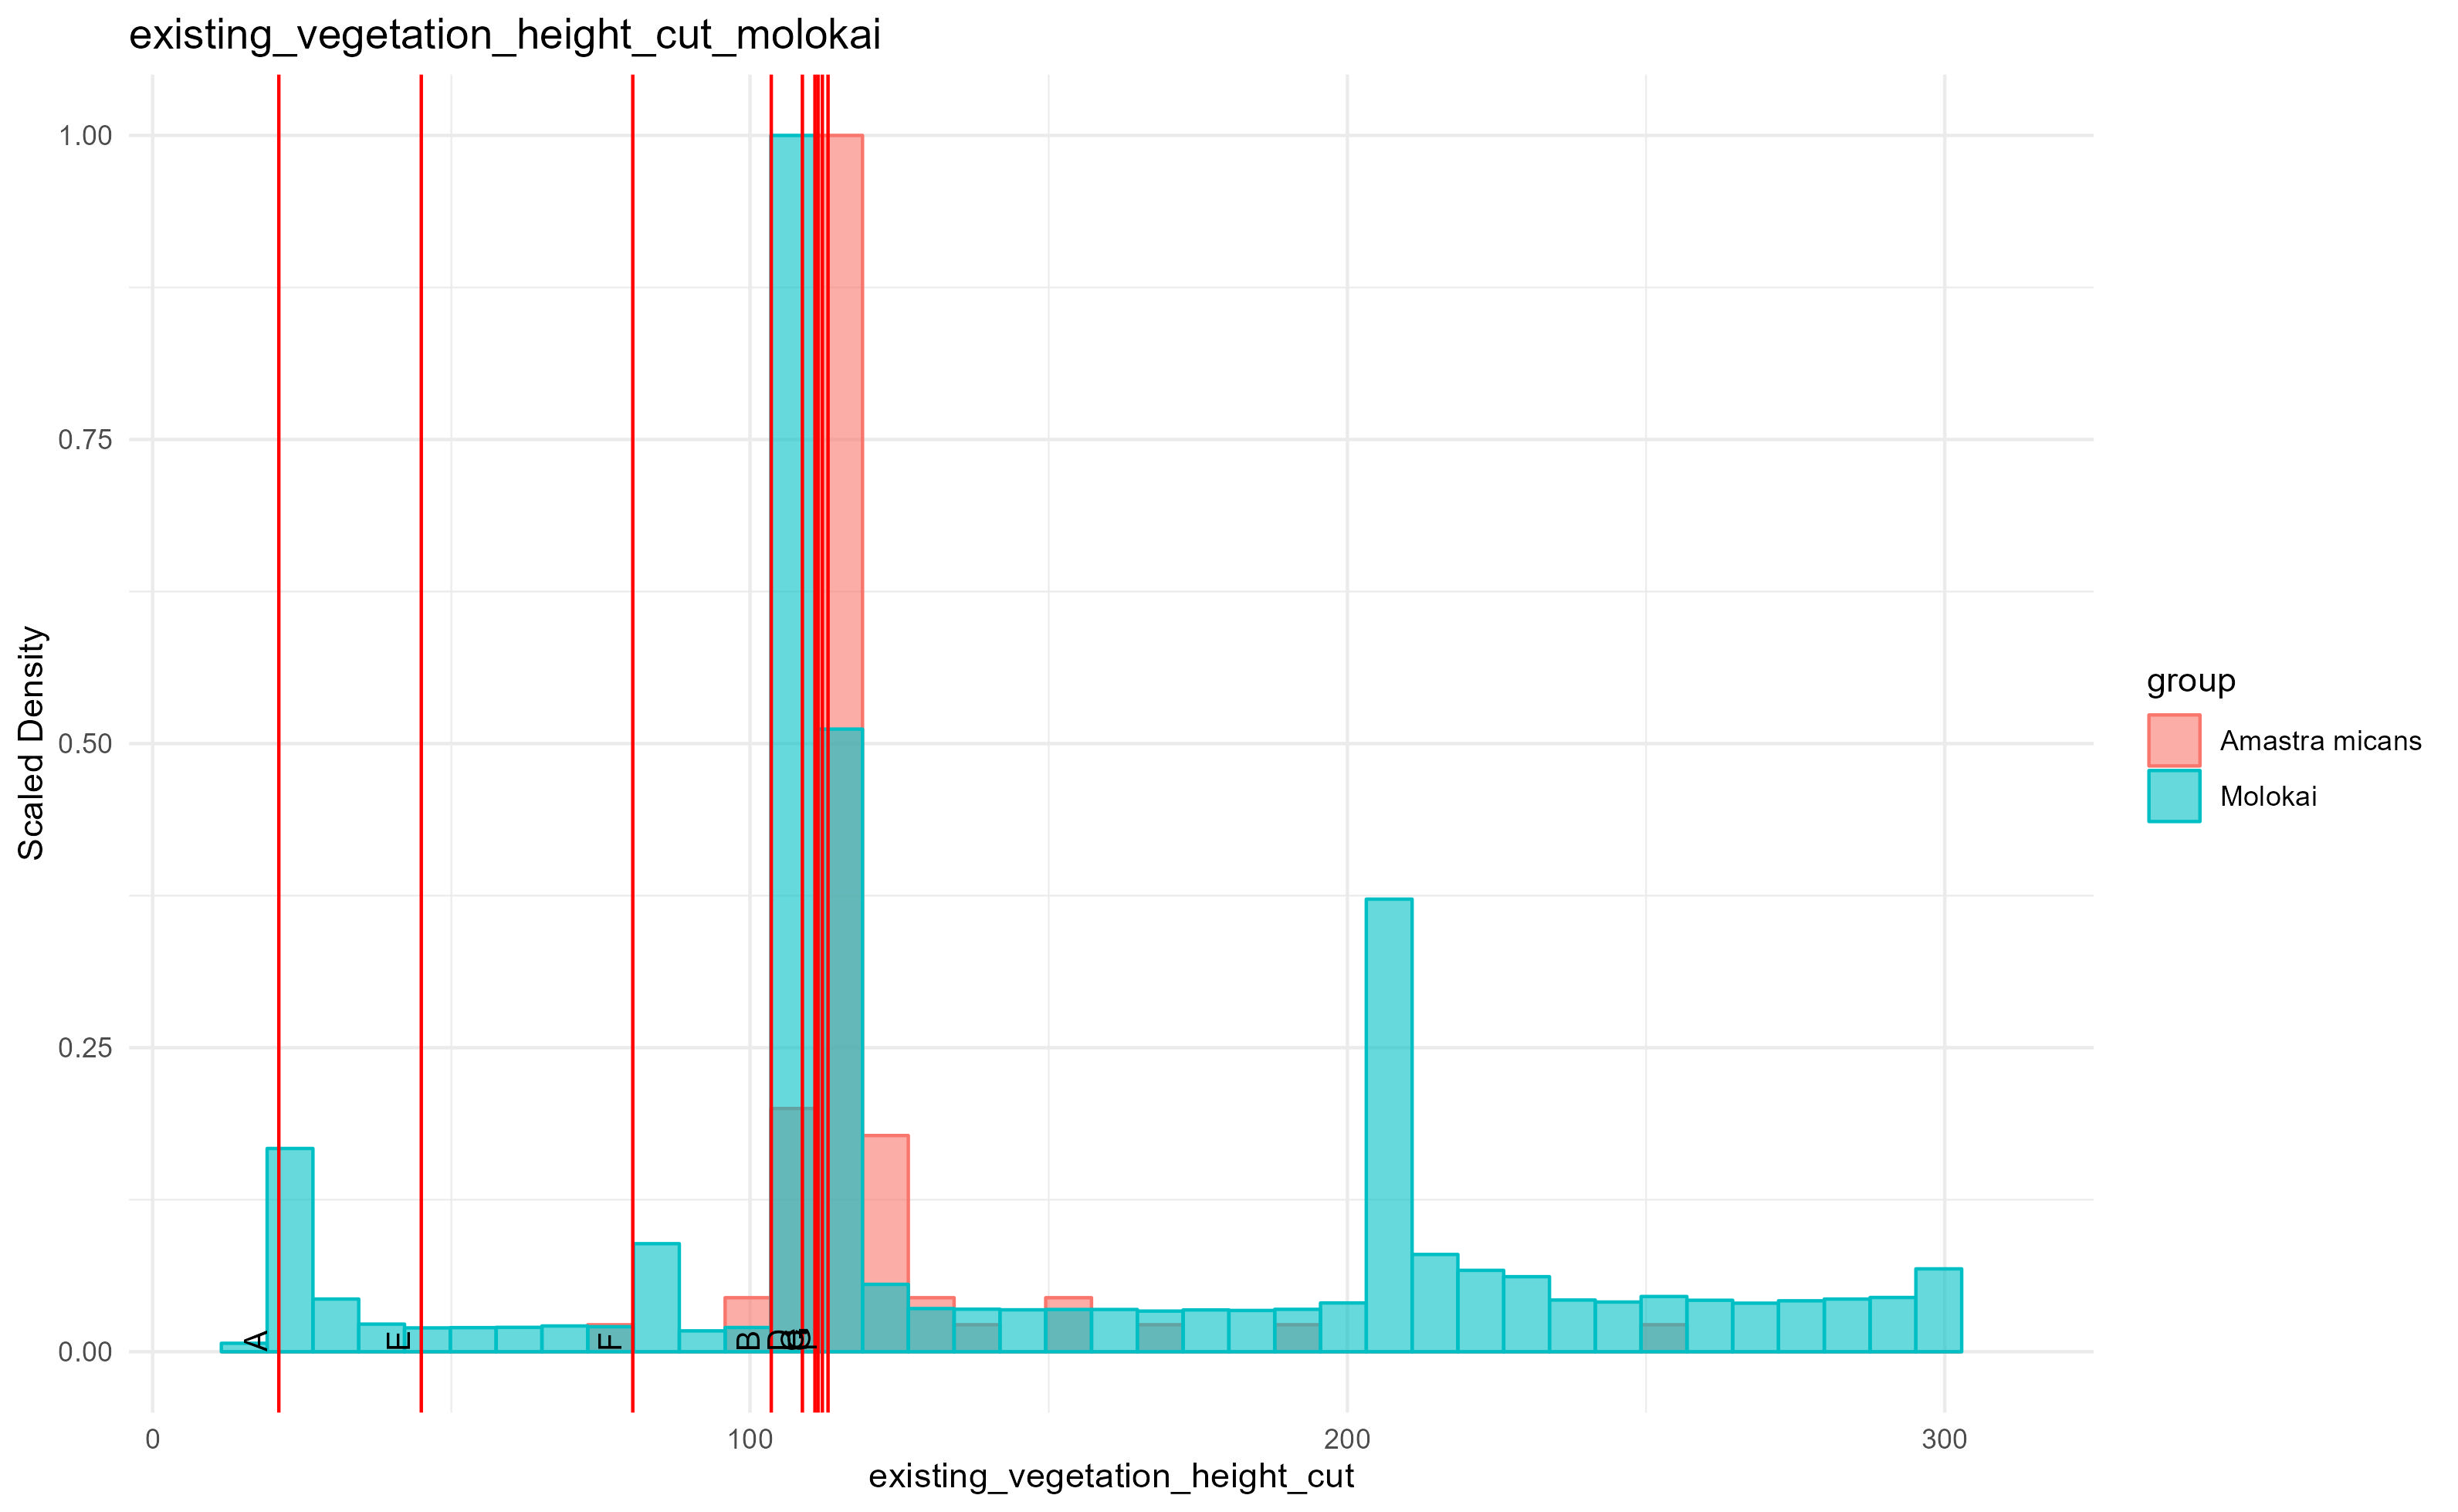 existing_vegetation_height_cut_molokai
1.00
0.75
0.50
0.25
0.00
Scaled Density
A
E
F
B
0
100
200
300
existing_vegetation_height_cut
group
Amastra micans
Molokai